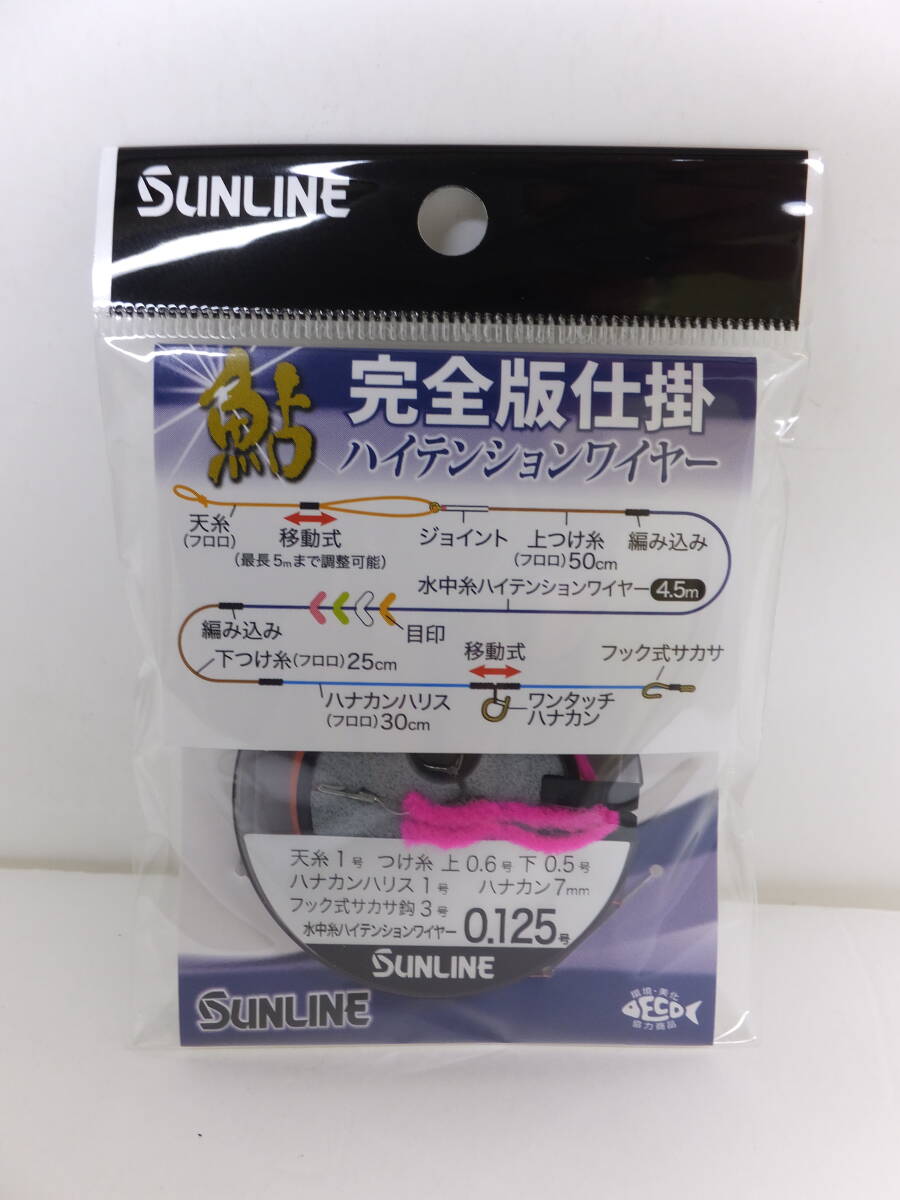 SUNLINE
鮎 完全版仕掛
ハイテンションワイヤー
天糸
(フロロ)
移動式
(最長5mまで調整可能)
ジョイント
上つけ糸
(フロロ)50cm
編み込み
水中糸ハイテンションワイヤー 4.5m
編み込み
目印
下つけ糸(フロロ)25cm
移動式
フック式サカサ
ハナカンハリス
(フロロ)30cm
ワンタッチ
ハナカン
天糸1号 つけ糸 上0.6号 下0.5号
ハナカンハリス1号 ハナカン7mm
フック式サカサ鈎3号
水中糸ハイテンションワイヤー 0.125号
SUNLINE
SUNLINE
環境・美化
ECO
協力商品